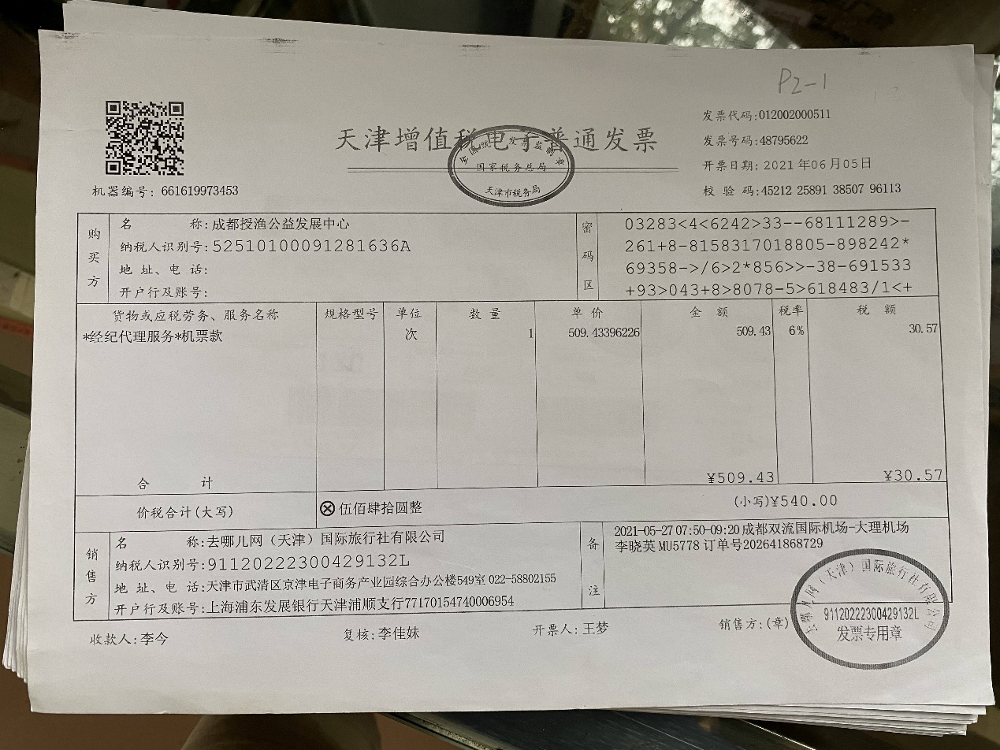 P2-1
天津增值税电子普通发票
全国统一发票监制章
国家税务总局
天津市税务局
发票代码:012002000511
发票号码:48795622
开票日期: 2021 年06 月05日
校 验 码:45212 25891 38507 96113
机器编号: 661619973453
购买方
名 称:成都授渔公益发展中心
纳税人识别号:52510100091281636A
地 址、电 话:
开户行及账号:
密码区
03283<4<6242>33--68111289>-
261+8-8158317018805-898242*
69358->/6>2*856>>-38-691533
+93>043+8>8078-5>618483/1<+
货物或应税劳务、服务名称 规格型号 单位 数 量 单 价 金 额 税率 税 额
*经纪代理服务*机票款 次 1 509.43396226 509.43 6% 30.57
合 计 ¥509.43 ¥30.57
价税合计(大写) ⊗伍佰肆拾圆整 (小写)¥540.00
销售方
名 称:去哪儿网（天津）国际旅行社有限公司
纳税人识别号:91120222300429132L
地 址、电 话:天津市武清区京津电子商务产业园综合办公楼549室 022-58802155
开户行及账号:上海浦东发展银行天津浦顺支行77170154740006954
备注
2021-05-27 07:50-09:20 成都双流国际机场-大理机场
李晓英 MU5778 订单号202641868729
收款人:李今 复核:李佳妹 开票人:王梦 销售方:(章)
去哪儿网（天津）国际旅行社有限公司
91120222300429132L
发票专用章